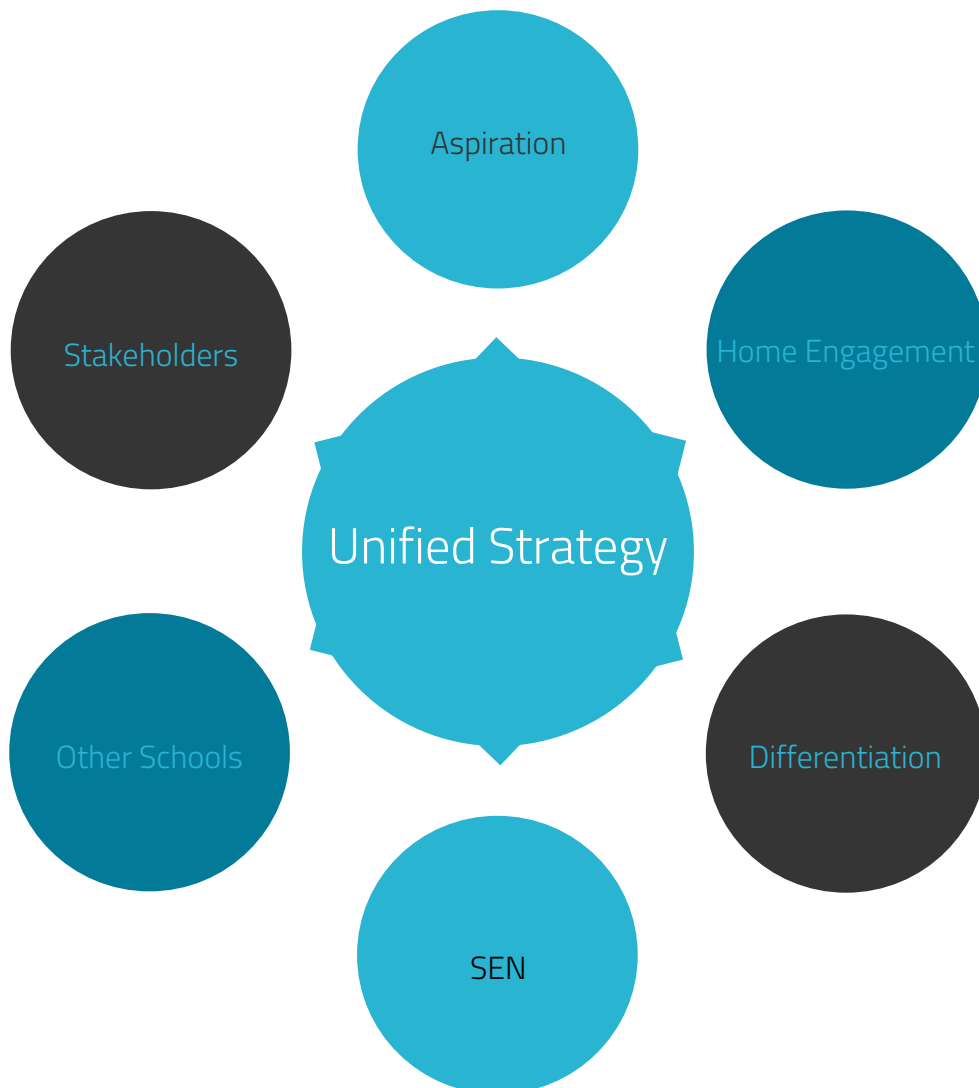 Aspiration
Stakeholders
Home Engagement
Unified Strategy
Other Schools
Differentiation
SEN